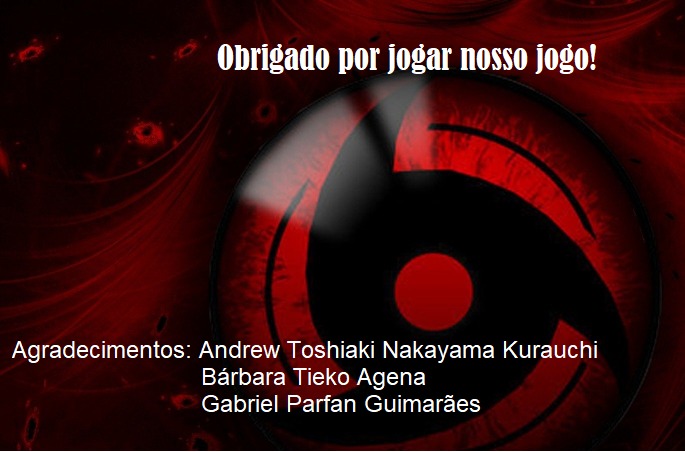 Obrigado por jogar nosso jogo!
Agradecimentos: Andrew Toshiaki Nakayama Kurauchi
Bárbara Tieko Agena
Gabriel Parfan Guimarães